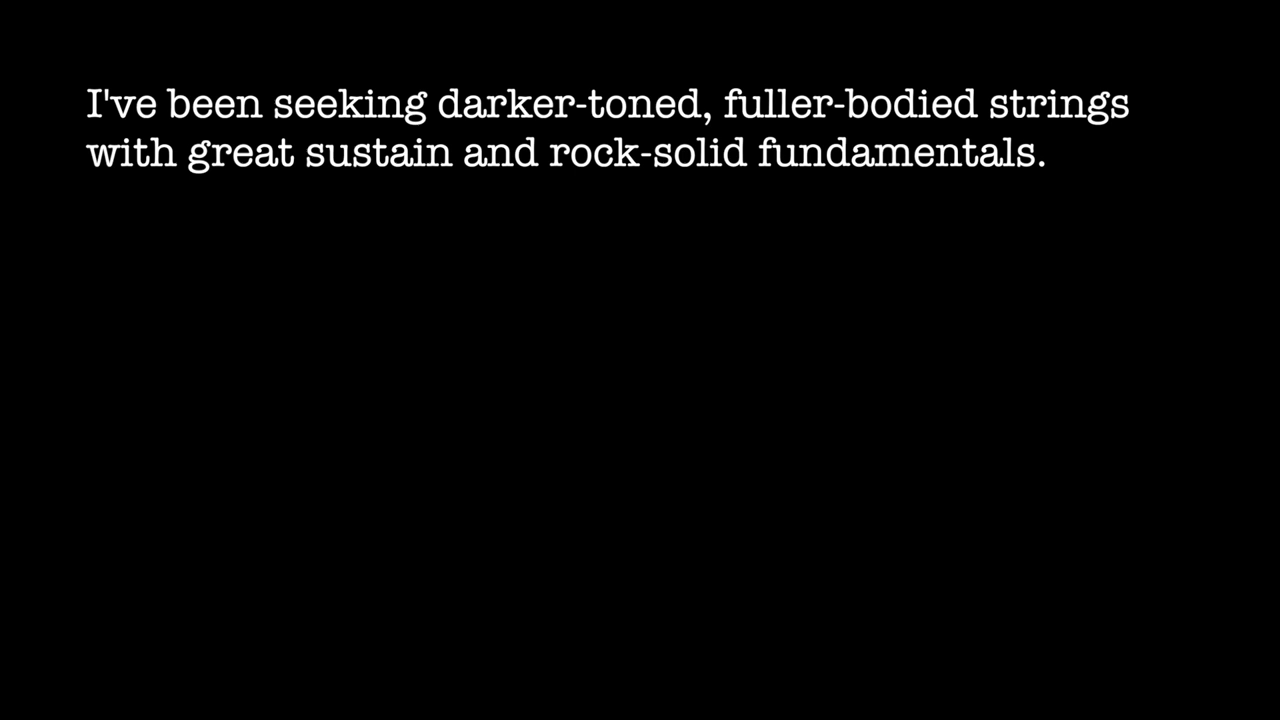 I've been seeking darker-toned, fuller-bodied strings
with great sustain and rock-solid fundamentals.